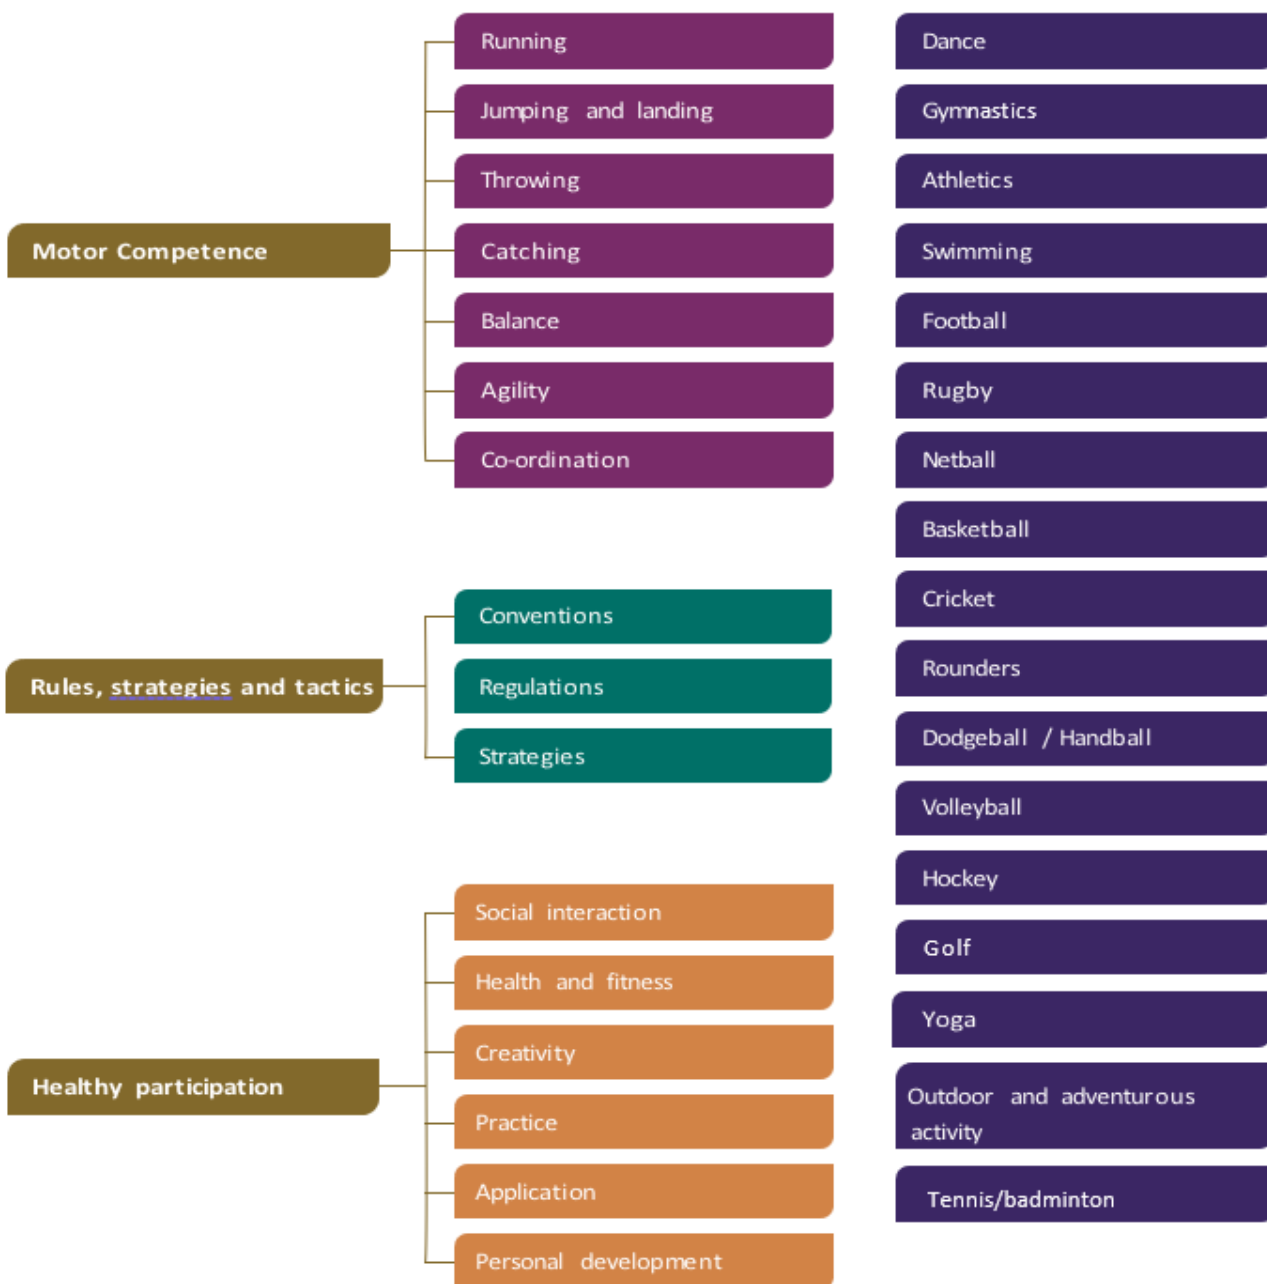 Motor Competence
Running
Jumping and landing
Throwing
Catching
Balance
Agility
Co-ordination
Rules, strategies and tactics
Conventions
Regulations
Strategies
Healthy participation
Social interaction
Health and fitness
Creativity
Practice
Application
Personal development
Dance
Gymnastics
Athletics
Swimming
Football
Rugby
Netball
Basketball
Cricket
Rounders
Dodgeball / Handball
Volleyball
Hockey
Golf
Yoga
Outdoor and adventurous
activity
Tennis/badminton